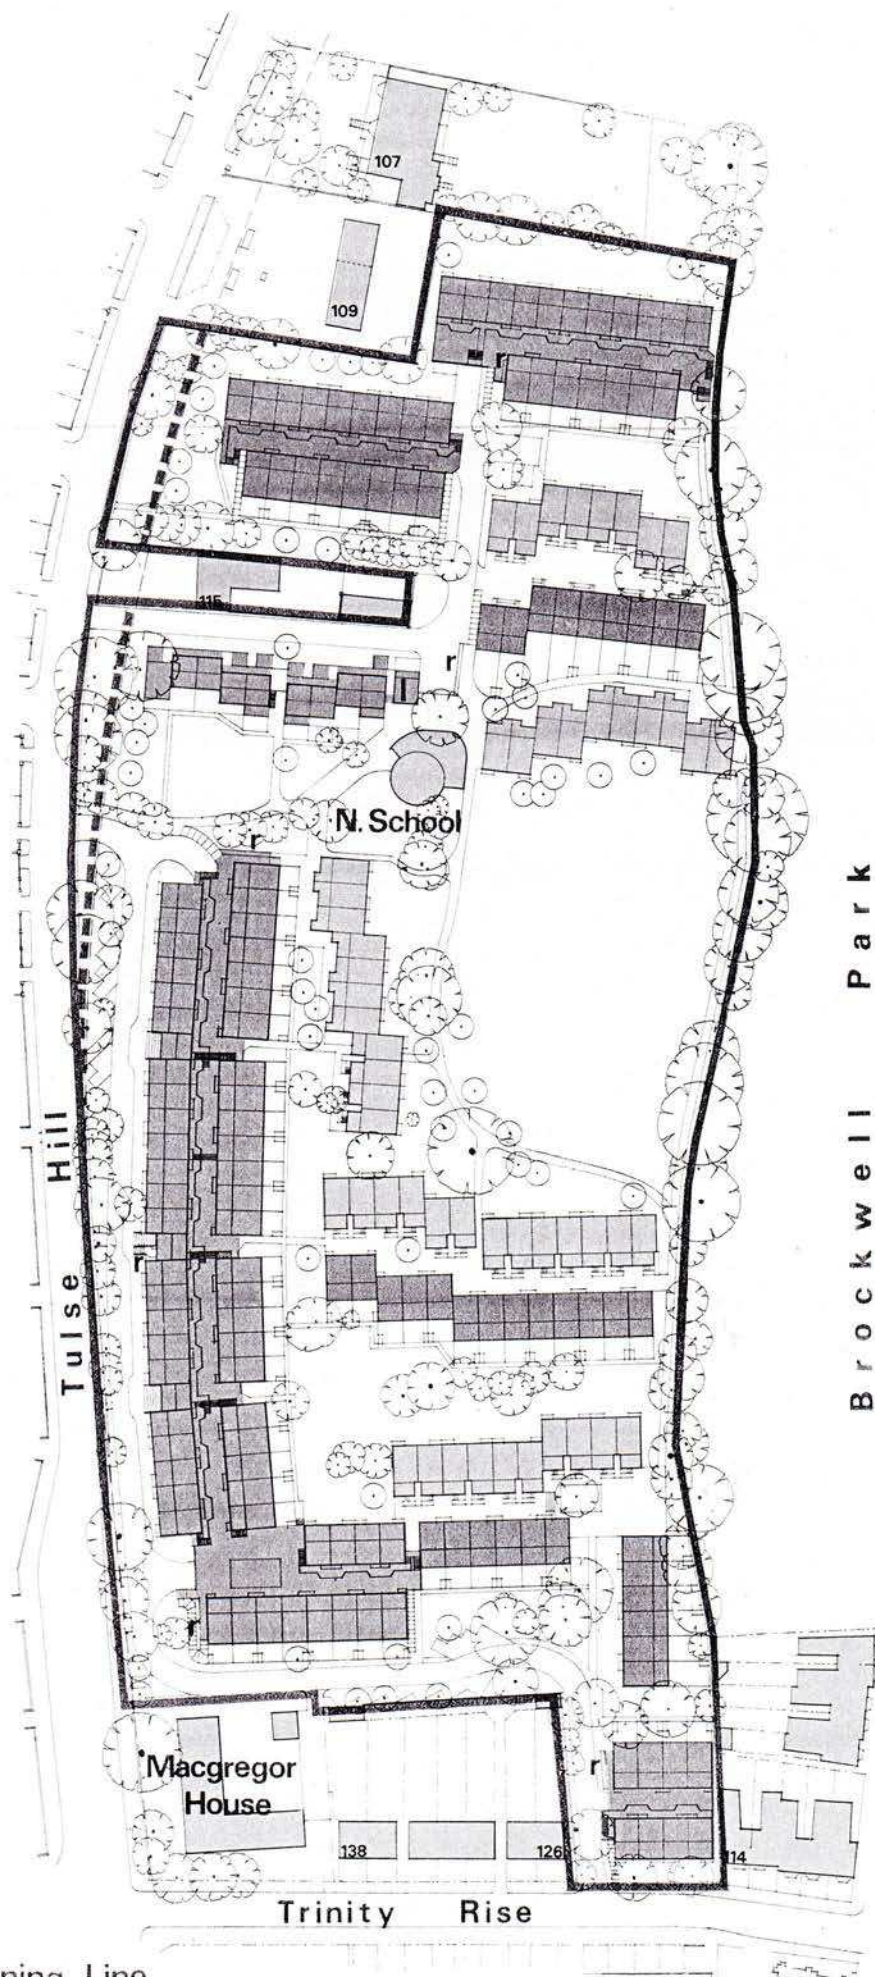 107
109
r
115
r
l
N. School
r
Brockwell Park
Tulse Hill
r
r
Macgregor
House
r
138
126
114
Trinity Rise
ning Line